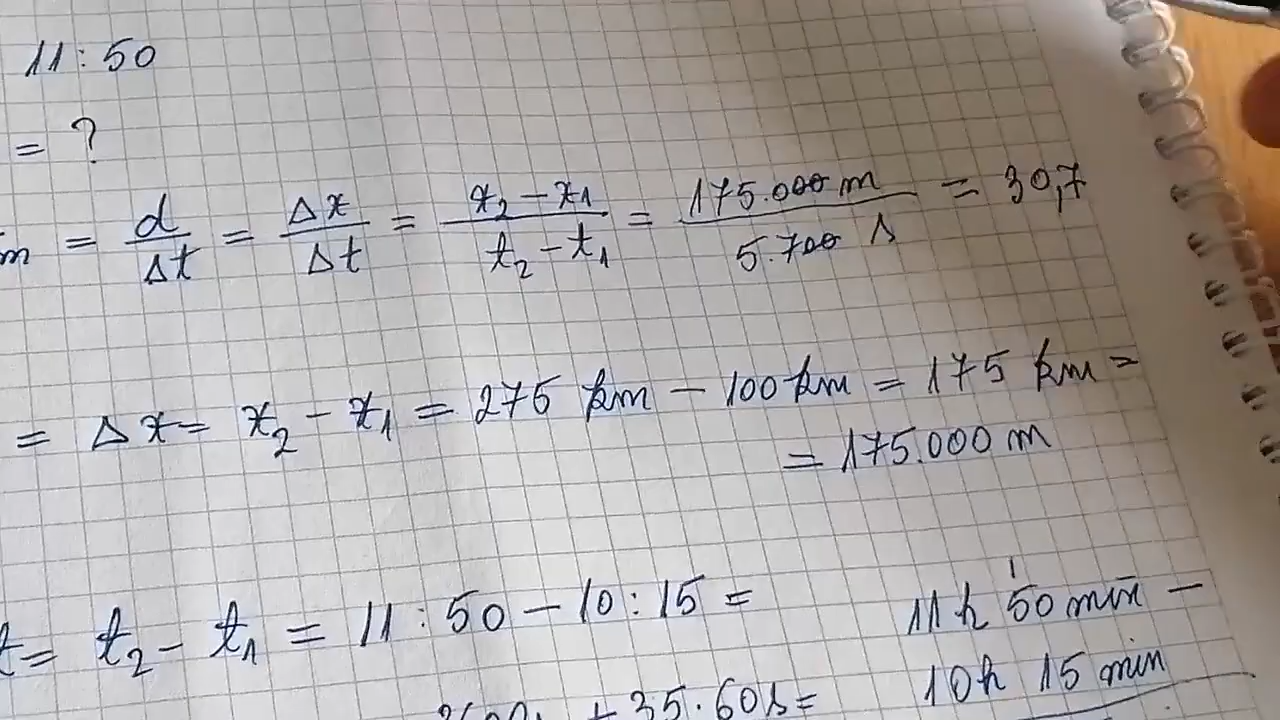 11:50
= ?
m = d/Δt = Δx/Δt = x₂ - x₁/t₂ - t₁ = 175.000 m/5.700 s = 30,7
= Δx = x₂ - x₁ = 275 km - 100 km = 175 km =
= 175.000 m
t = t₂ - t₁ = 11:50 - 10:15 =
11 h 50 min -
10 h 15 min
+ 35.60s =